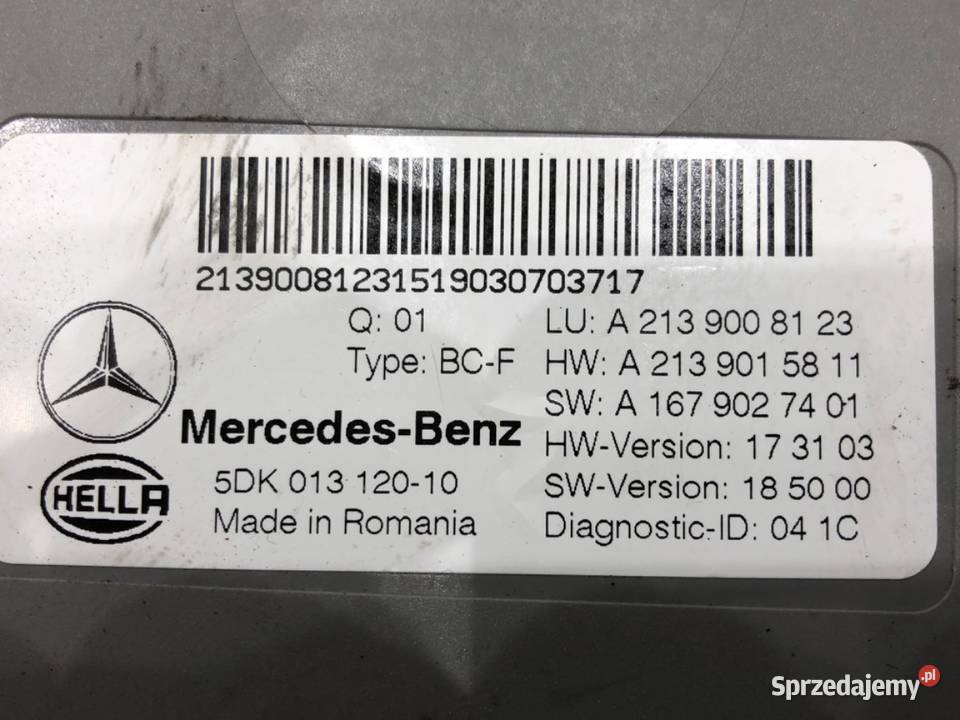 21390081231519030703717
Q: 01
Type: BC-F
LU: A 213 900 81 23
HW: A 213 901 58 11
SW: A 167 902 74 01
HW-Version: 17 31 03
SW-Version: 18 50 00
Diagnostic-ID: 04 1C
Mercedes-Benz
HELLA
5DK 013 120-10
Made in Romania
Sprzedajemy.pl